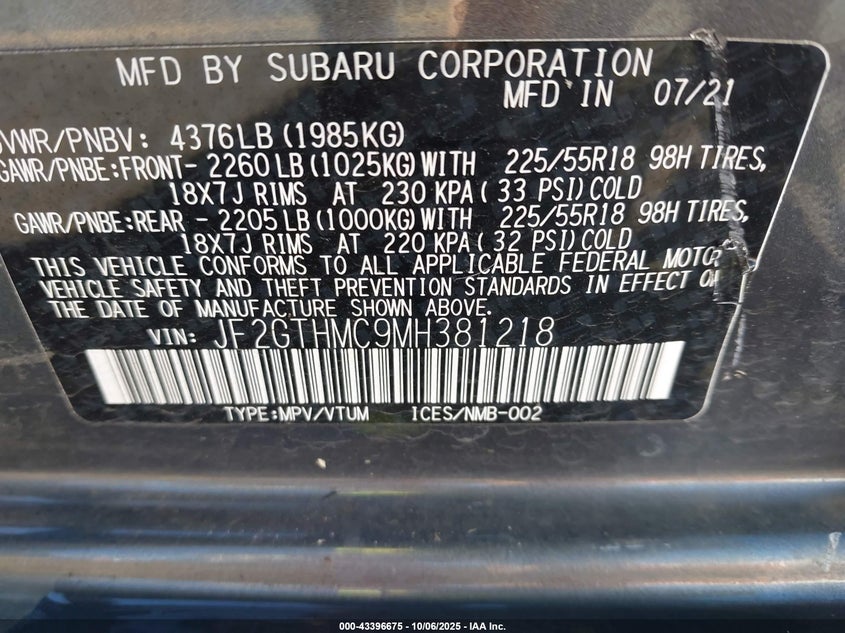 MFD BY SUBARU CORPORATION
MFD IN 07/21
GVWR/PNBV: 4376LB (1985KG)
GAWR/PNBE:FRONT- 2260 LB (1025KG) WITH 225/55R18 98H TIRES,
18X7J RIMS AT 230 KPA ( 33 PSI) COLD
GAWR/PNBE:REAR - 2205 LB (1000KG) WITH 225/55R18 98H TIRES,
18X7J RIMS AT 220 KPA ( 32 PSI) COLD
THIS VEHICLE CONFORMS TO ALL APPLICABLE FEDERAL MOTOR
VEHICLE SAFETY AND THEFT PREVENTION STANDARDS IN EFFECT ON
THE DATE OF MANUFACTURE SHOWN ABOVE.
VIN: JF2GTHMC9MH381218
TYPE:MPV/VTUM ICES/NMB-002
000-43396675 - 10/06/2025 - IAA Inc.